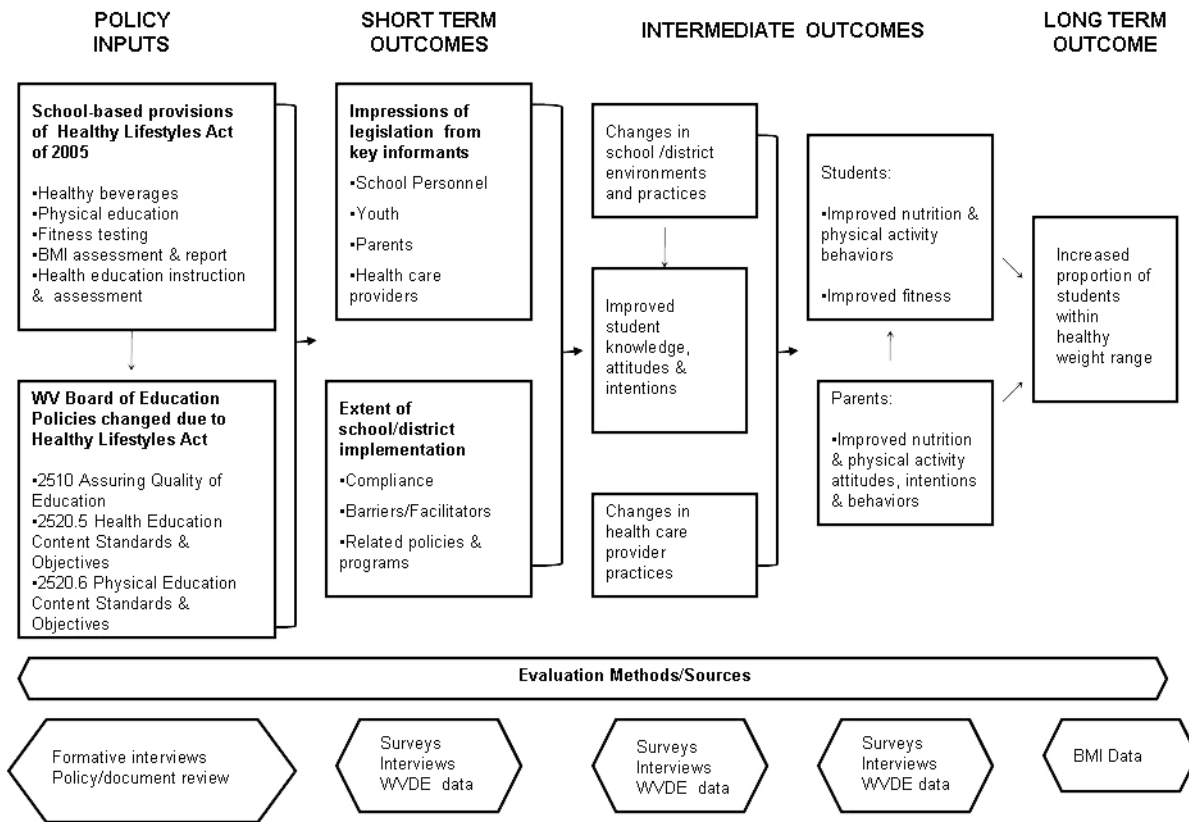 POLICY
INPUTS
SHORT TERM
OUTCOMES
INTERMEDIATE OUTCOMES
LONG TERM
OUTCOME
School-based provisions
of Healthy Lifestyles Act
of 2005
▪Healthy beverages
▪Physical education
▪Fitness testing
▪BMI assessment & report
▪Health education instruction
& assessment
WV Board of Education
Policies changed due to
Healthy Lifestyles Act
▪2510 Assuring Quality of
Education
▪2520.5 Health Education
Content Standards &
Objectives
▪2520.6 Physical Education
Content Standards &
Objectives
Impressions of
legislation from
key informants
▪School Personnel
▪Youth
▪Parents
▪Health care
providers
Extent of
school/district
implementation
▪Compliance
▪Barriers/Facilitators
▪Related policies &
programs
Changes in
school /district
environments
and practices
Improved
student
knowledge,
attitudes &
intentions
Changes in
health care
provider
practices
Students:
▪Improved nutrition &
physical activity
behaviors
▪Improved fitness
Parents:
▪Improved nutrition
& physical activity
attitudes, intentions
& behaviors
Increased
proportion of
students
within
healthy
weight range
Evaluation Methods/Sources
Formative interviews
Policy/document review
Surveys
Interviews
WVDE data
Surveys
Interviews
WVDE data
Surveys
Interviews
WVDE data
BMI Data